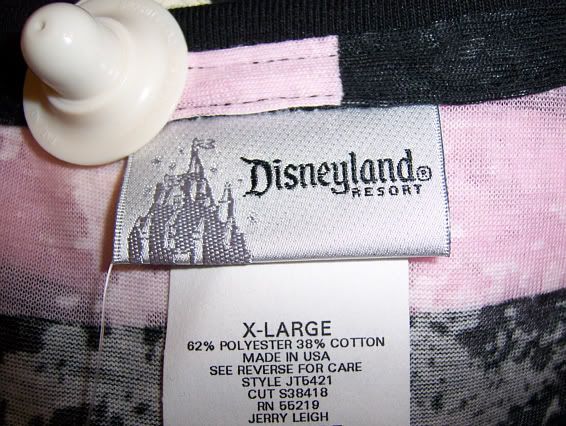 Disneyland®
RESORT
X-LARGE
62% POLYESTER 38% COTTON
MADE IN USA
SEE REVERSE FOR CARE
STYLE JT5421
CUT S38418
RN 55219
JERRY LEIGH